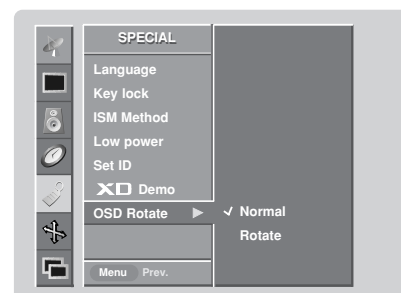 SPECIAL
Language
Key lock
ISM Method
Low power
Set ID
XD Demo
OSD Rotate ▶ ✓ Normal
Rotate
Menu Prev.